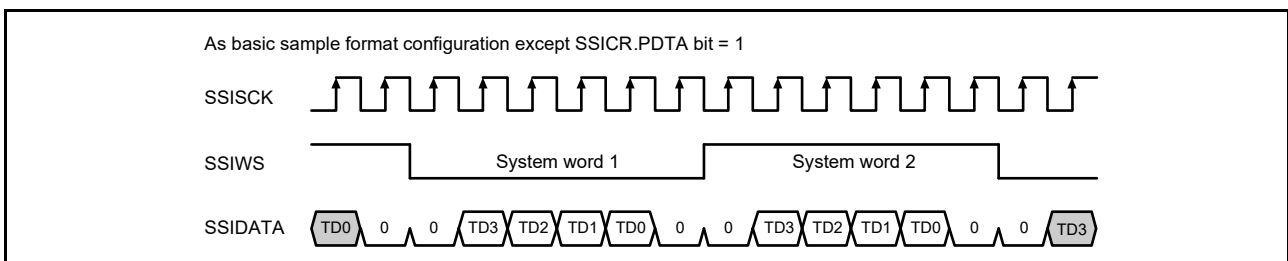 As basic sample format configuration except SSICR.PDTA bit = 1
SSISCK
SSIWS System word 1 System word 2
SSIDATA TD0 0 0 TD3 TD2 TD1 TD0 0 0 TD3 TD2 TD1 TD0 0 0 TD3